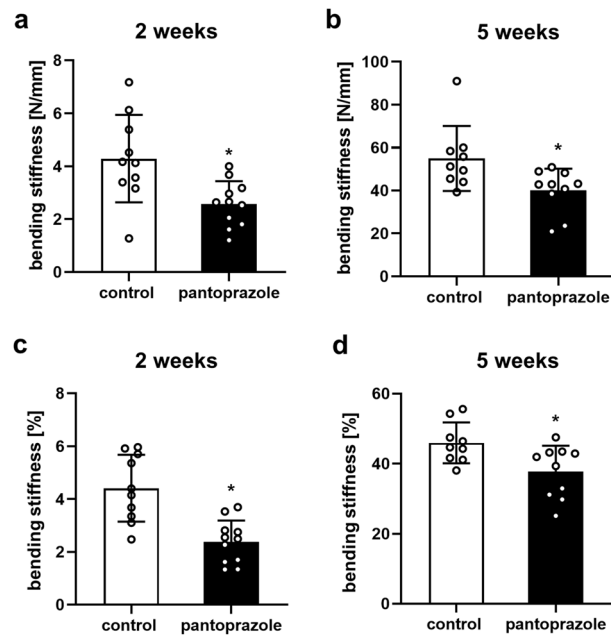 a
2 weeks
bending stiffness [N/mm]
8
6
4
2
0
*
control
pantoprazole
b
5 weeks
bending stiffness [N/mm]
100
80
60
40
20
0
*
control
pantoprazole
c
2 weeks
bending stiffness [%]
8
6
4
2
0
*
control
pantoprazole
d
5 weeks
bending stiffness [%]
60
40
20
0
*
control
pantoprazole